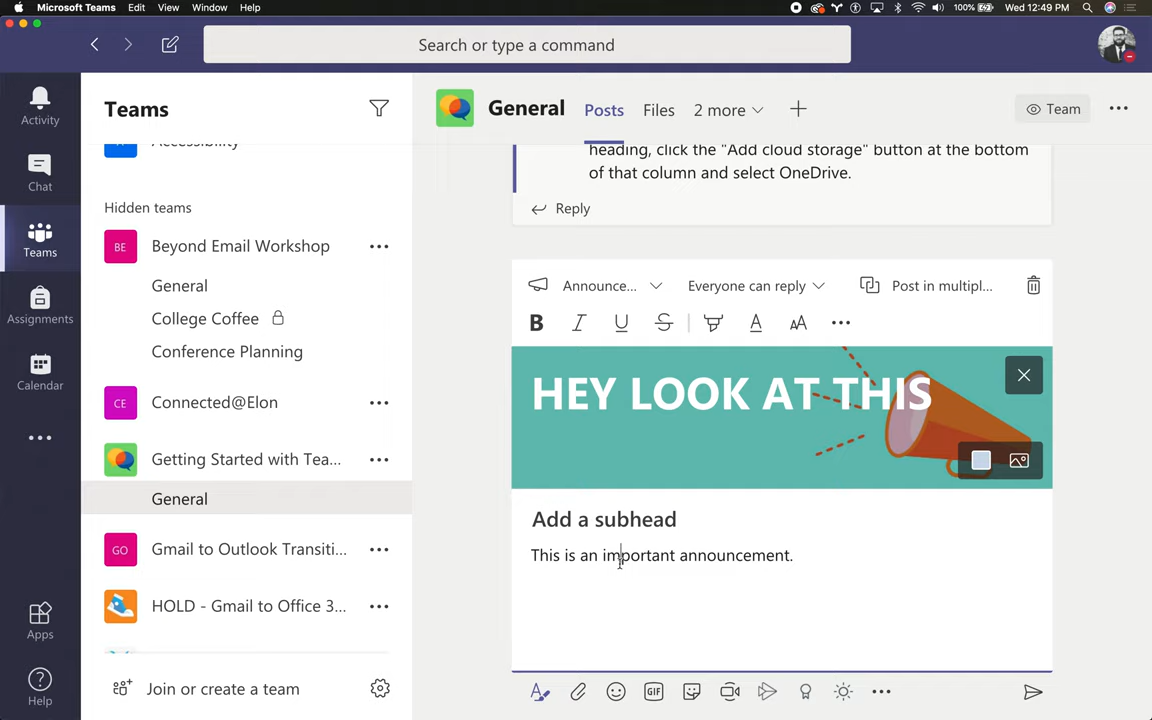 Microsoft Teams Edit View Window Help
100% Wed 12:49 PM
Search or type a command
Activity
Chat
Teams
Assignments
Calendar
Apps
Help
Teams
Accessibility
Hidden teams
BE Beyond Email Workshop
General
College Coffee
Conference Planning
CE Connected@Elon
Getting Started with Tea...
General
GO Gmail to Outlook Transiti...
HOLD - Gmail to Office 3...
Join or create a team
General Posts Files 2 more Team
heading, click the "Add cloud storage" button at the bottom
of that column and select OneDrive.
Reply
Announce... Everyone can reply Post in multipl...
B I U S A AA
HEY LOOK AT THIS
Add a subhead
This is an important announcement.
GIF